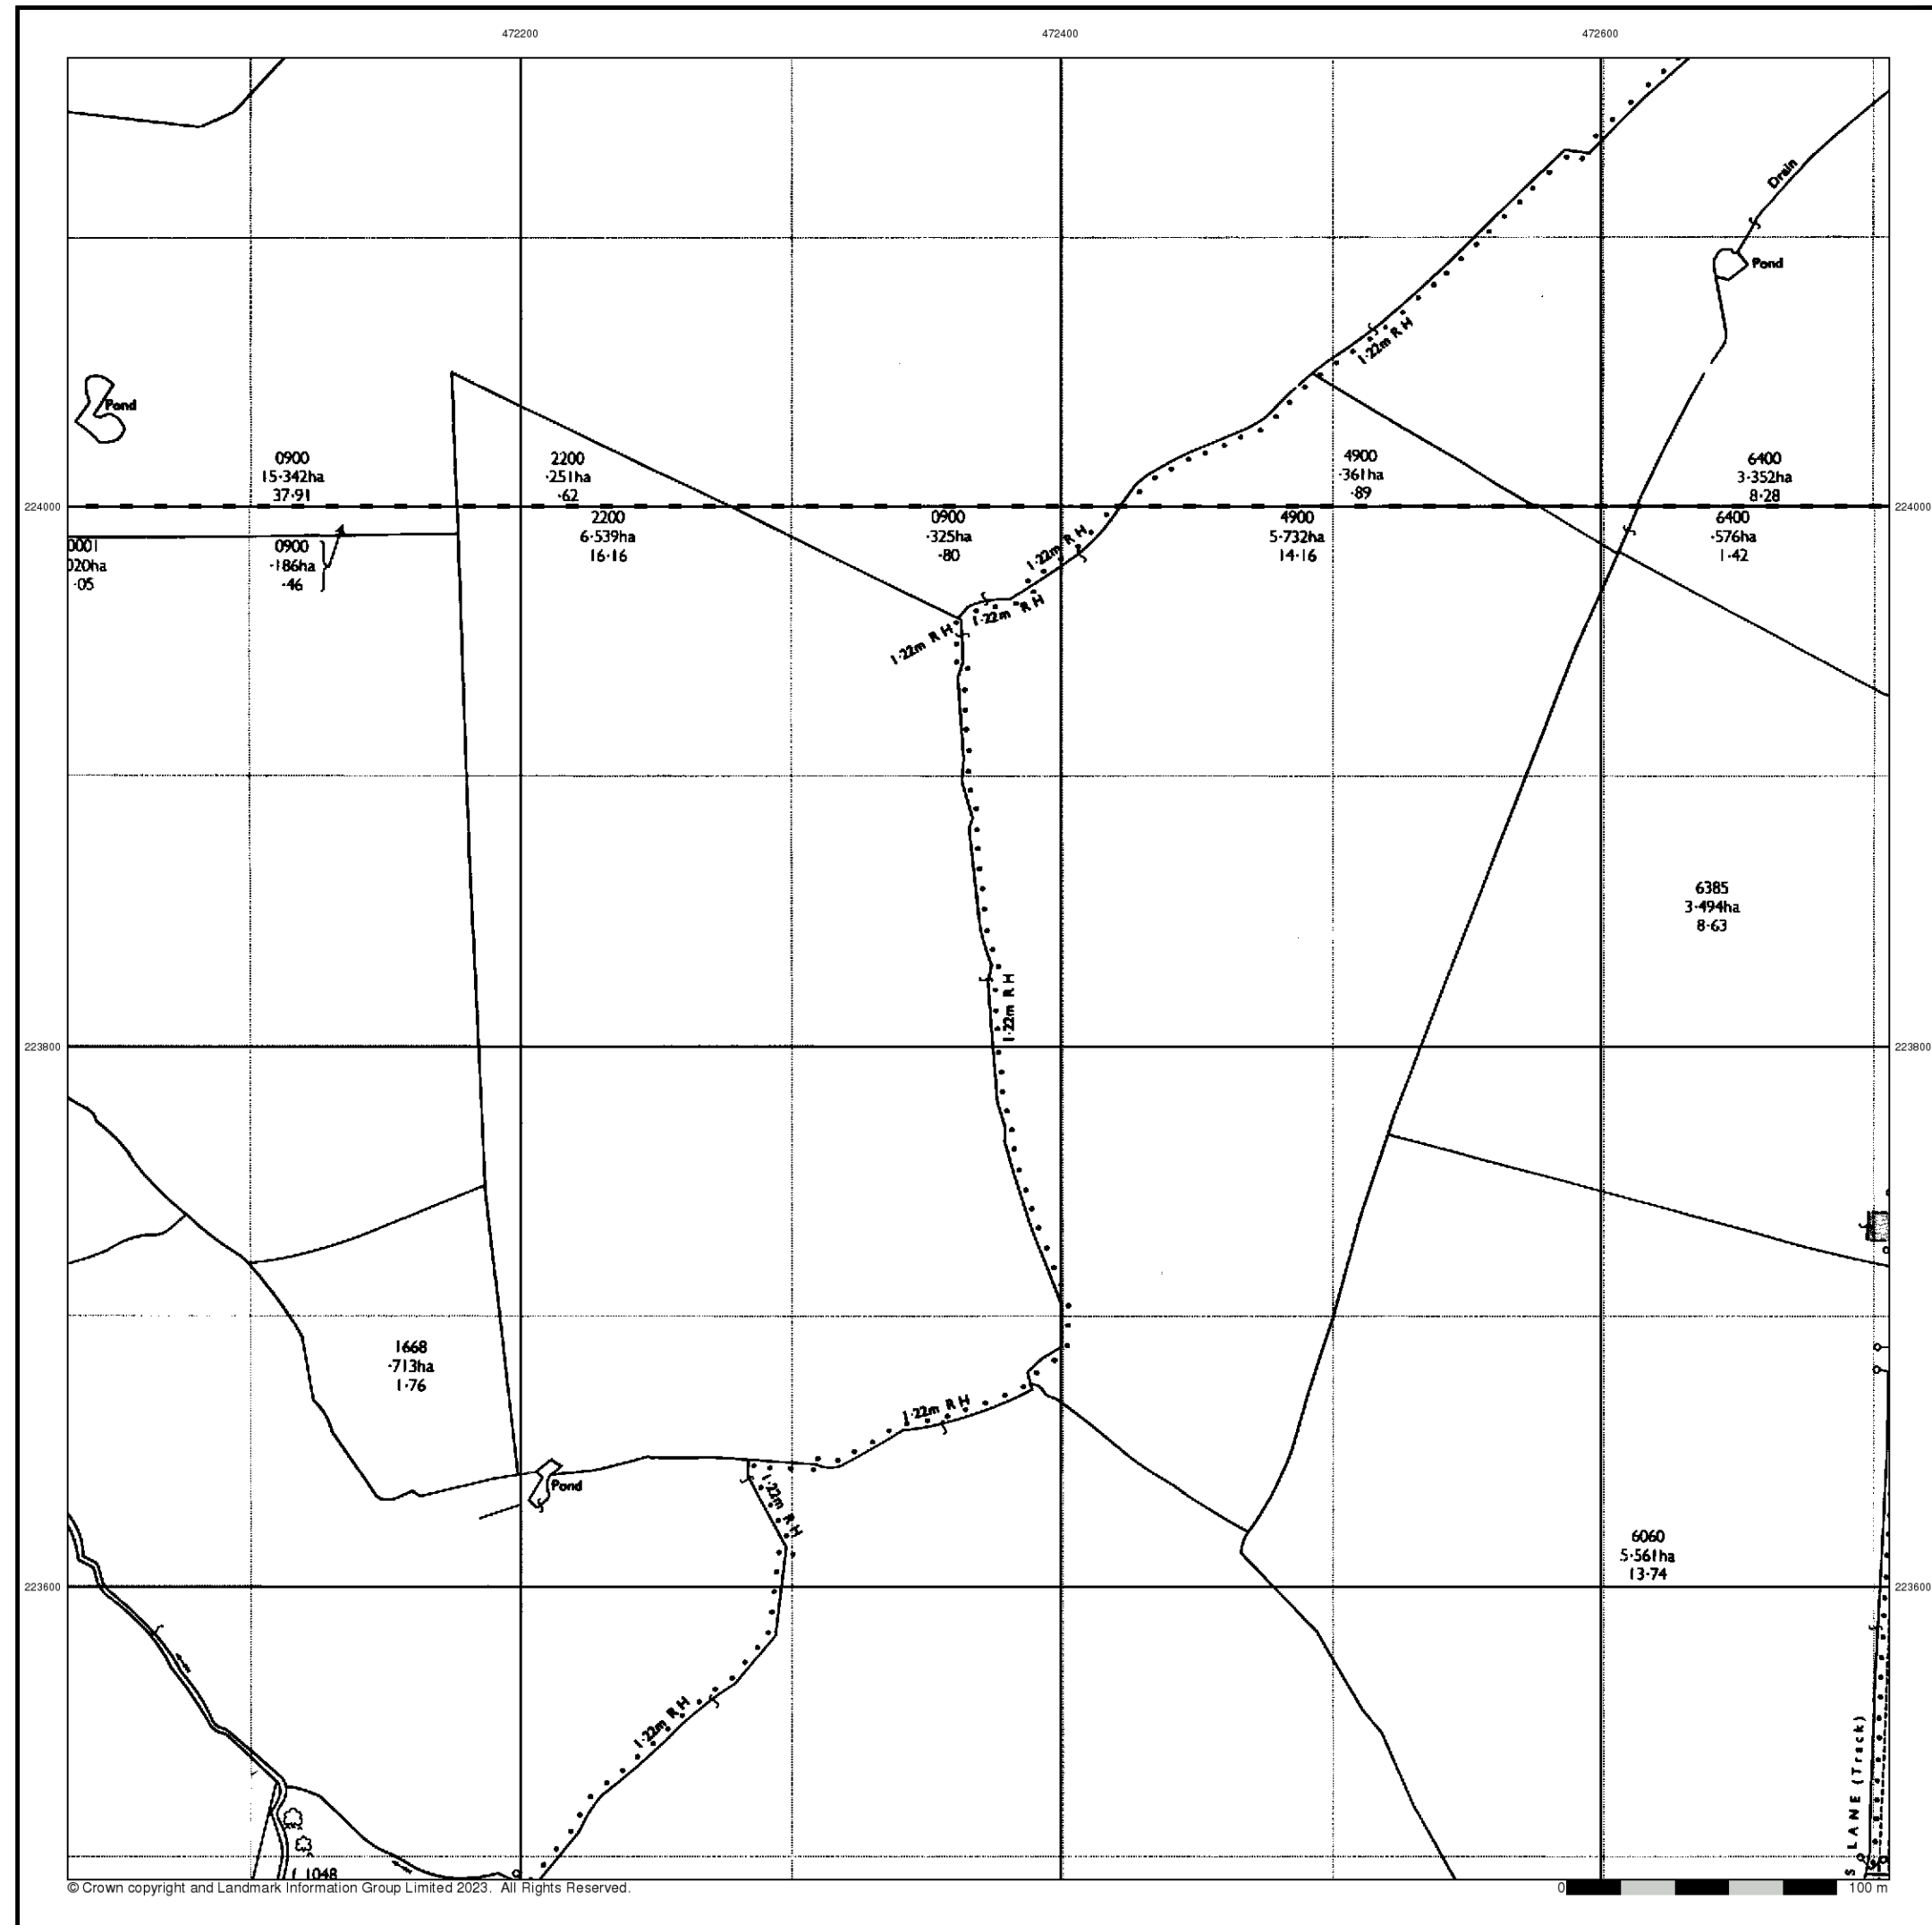 472200
472400
472600
Drain
Pond
1·22m R H
Pond
0900
15·342ha
37·91
2200
·251ha
·62
4900
·361ha
·89
6400
3·352ha
8·28
224000
224000
0001
020ha
·05
0900
·186ha
·46
2200
6·539ha
16·16
0900
·325ha
·80
4900
5·732ha
14·16
6400
·576ha
1·42
1·22m R H
1·22m R H
1·22m R H
6385
3·494ha
8·63
1·22m R H
223800
223800
1668
·713ha
1·76
1·22m R H
Pond
1·22m R H
6060
5·561ha
13·74
223600
223600
1·22m R H
S LANE (Track)
1048
© Crown copyright and Landmark Information Group Limited 2023. All Rights Reserved.
0
100 m